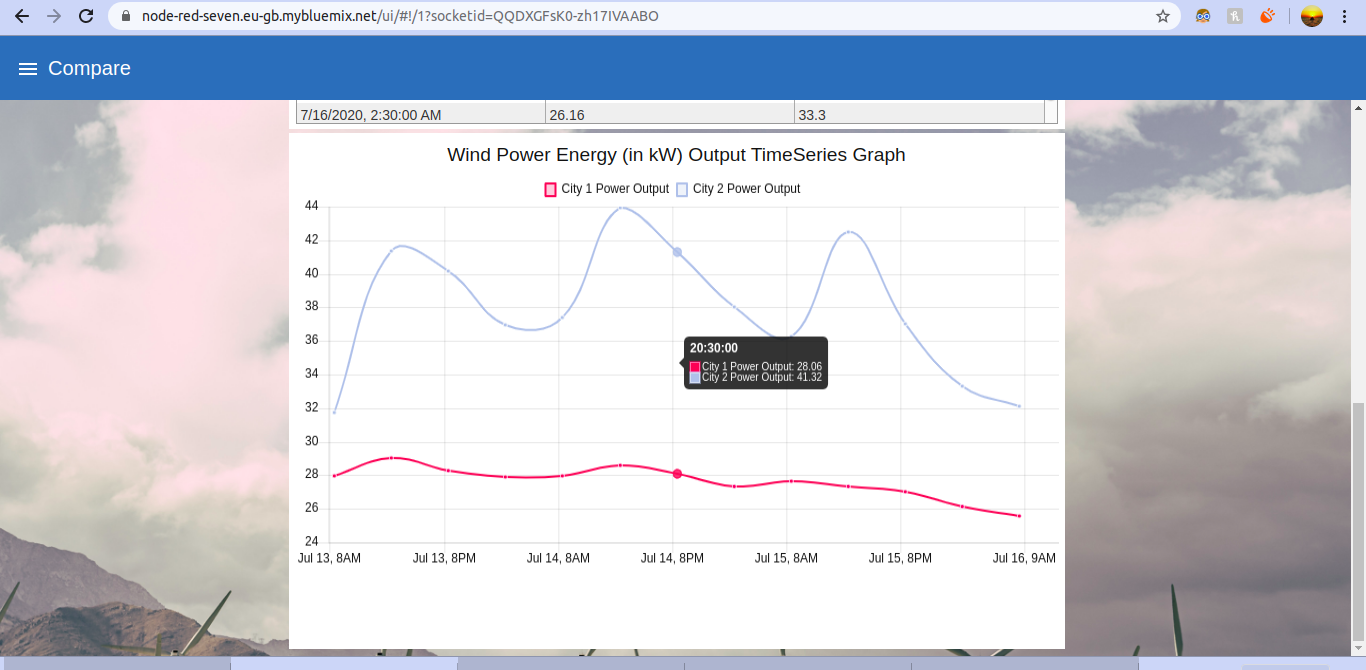 node-red-seven.eu-gb.mybluemix.net/ui/#!/1?socketid=QQDXGFsK0-zh17IVAABO
Compare
7/16/2020, 2:30:00 AM 26.16 33.3
Wind Power Energy (in kW) Output TimeSeries Graph
City 1 Power Output City 2 Power Output
44
42
40
38
36
34
32
30
28
26
24
20:30:00
City 1 Power Output: 28.06
City 2 Power Output: 41.32
Jul 13, 8AM Jul 13, 8PM Jul 14, 8AM Jul 14, 8PM Jul 15, 8AM Jul 15, 8PM Jul 16, 9AM